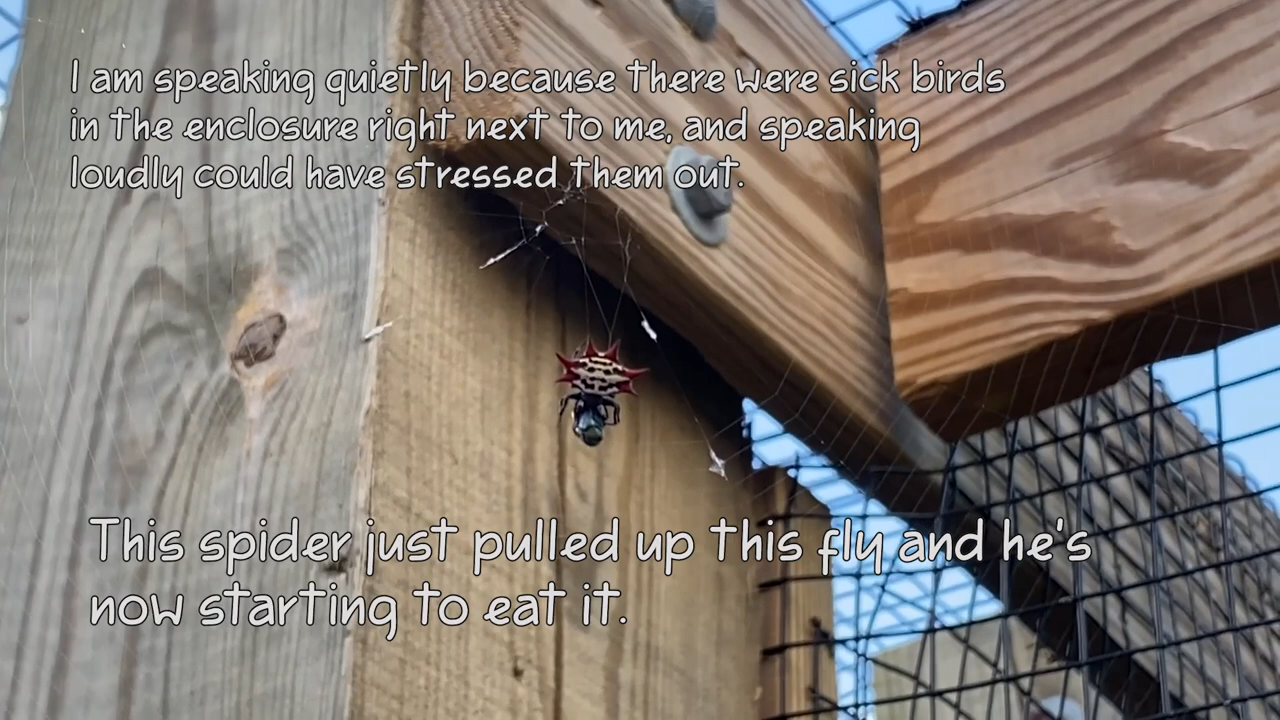 I am speaking quietly because there were sick birds
in the enclosure right next to me, and speaking
loudly could have stressed them out.
This spider just pulled up this fly and he's
now starting to eat it.